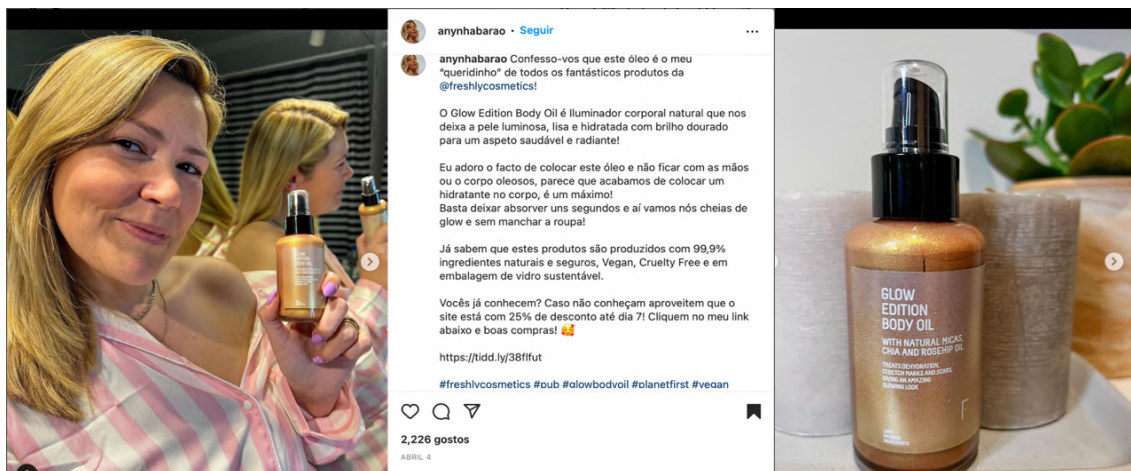 anynhabarao • Seguir
anynhabarao Confesso-vos que este óleo é o meu
"queridinho" de todos os fantásticos produtos da
@freshlycosmetics!
O Glow Edition Body Oil é Iluminador corporal natural que nos
deixa a pele luminosa, lisa e hidratada com brilho dourado
para um aspeto saudável e radiante!
Eu adoro o facto de colocar este óleo e não ficar com as mãos
ou o corpo oleosos, parece que acabamos de colocar um
hidratante no corpo, é um máximo!
Basta deixar absorver uns segundos e aí vamos nós cheias de
glow e sem manchar a roupa!
Já sabem que estes produtos são produzidos com 99,9%
ingredientes naturais e seguros, Vegan, Cruelty Free e em
embalagem de vidro sustentável.
Vocês já conhecem? Caso não conheçam aproveitem que o
site está com 25% de desconto até dia 7! Cliquem no meu link
abaixo e boas compras! 🥰
https://tidd.ly/38flfut
#freshlycosmetics #pub #glowbodyoil #planetfirst #vegan
2,226 gostos
ABRIL 4
GLOW
EDITION
BODY OIL
GLOW
EDITION
BODY OIL
WITH NATURAL MICAS,
CHIA AND ROSEHIP OIL
TREATS DEHYDRATION,
STRETCH MARKS AND SCARS,
GIVING AN AMAZING
GLOWING LOOK
F
NATURAL
INGREDIENTS